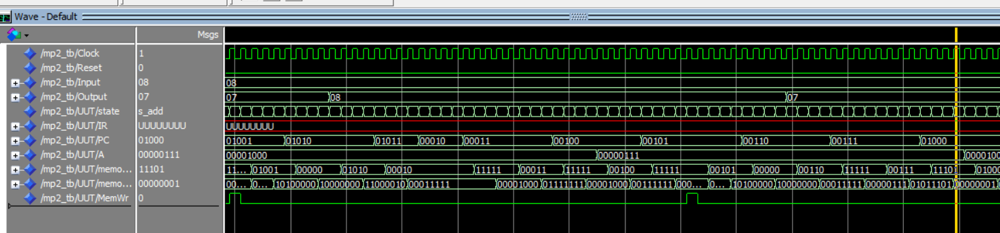 Wave - Default
Msgs
/mp2_tb/Clock 1
/mp2_tb/Reset 0
/mp2_tb/Input 08 08
/mp2_tb/Output 07 07 08 07
/mp2_tb/UUT/state s_add
/mp2_tb/UUT/IR UUUUUUUU UUUUUUUU
/mp2_tb/UUT/PC 01000 01001 01010 01011 00010 00011 00100 00101 00110 00111 01000
/mp2_tb/UUT/A 00000111 00001000 00000111 0000100
/mp2_tb/UUT/memo... 11101 11... 01001 00000 01010 00010 11111 00011 11111 00100 11111 00101 00000 00110 11111 00111 11101 01000
/mp2_tb/UUT/memo... 00000001 00... 0... 10100000 10000000 11000010 00011111 00001000 01111111 00001000 00111111 000... 0... 10100000 10000000 00011111 00000111 01011101 00000001
/mp2_tb/UUT/MemWr 0